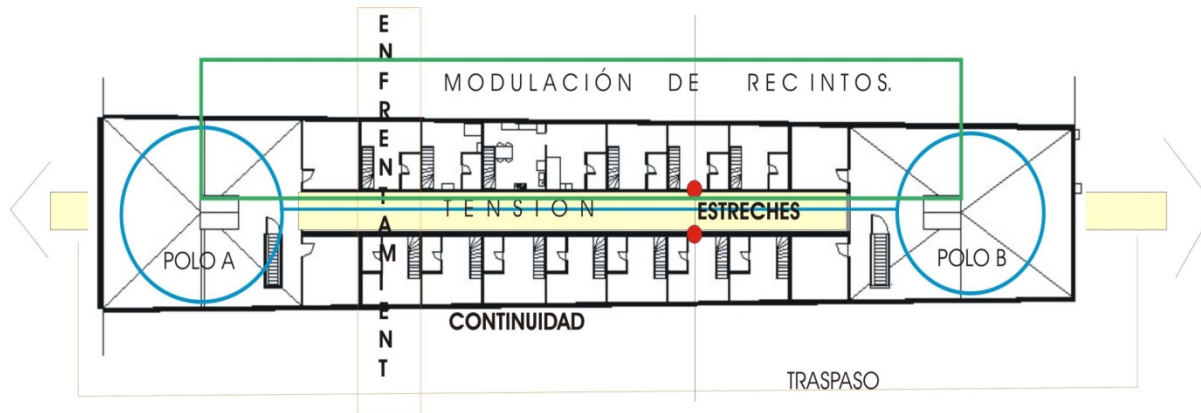 ENFRENTAMIENT
MODULACIÓN DE RECINTOS.
TENSION
ESTRECHES
POLO A
POLO B
CONTINUIDAD
TRASPASO